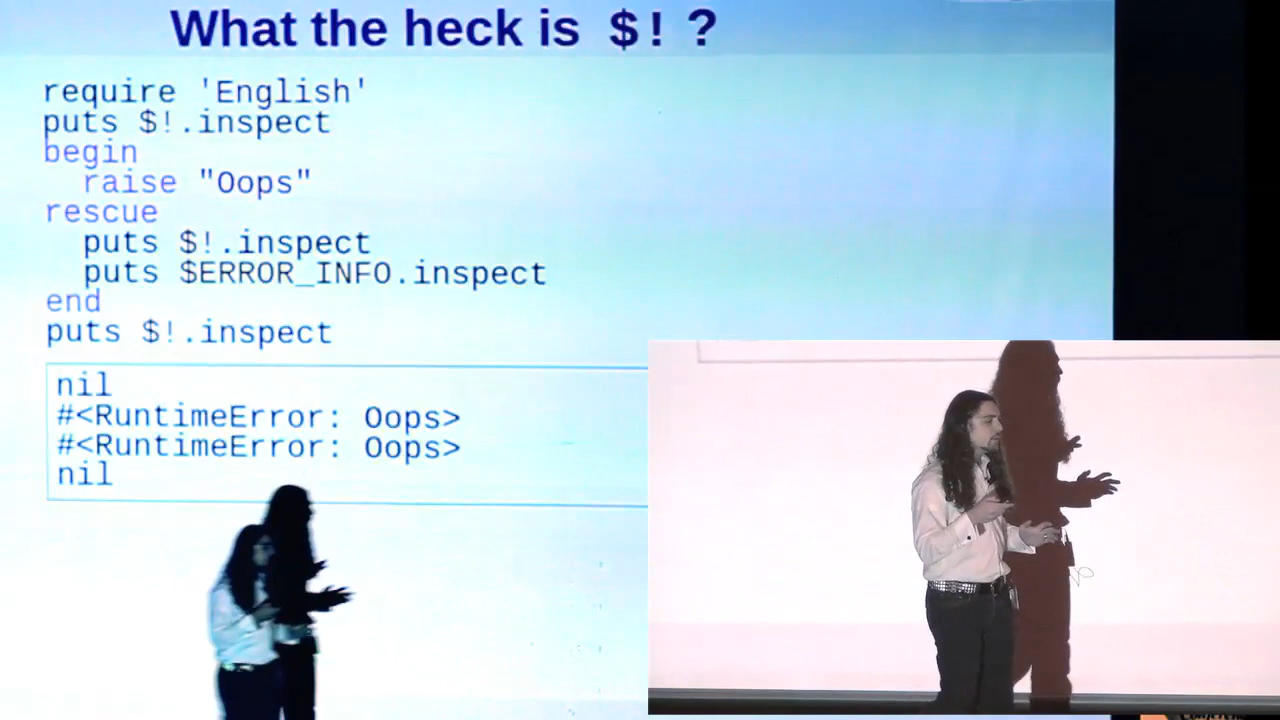 What the heck is $! ?
require 'English'
puts $!.inspect
begin
  raise "Oops"
rescue
  puts $!.inspect
  puts $ERROR_INFO.inspect
end
puts $!.inspect
nil
#<RuntimeError: Oops>
#<RuntimeError: Oops>
nil